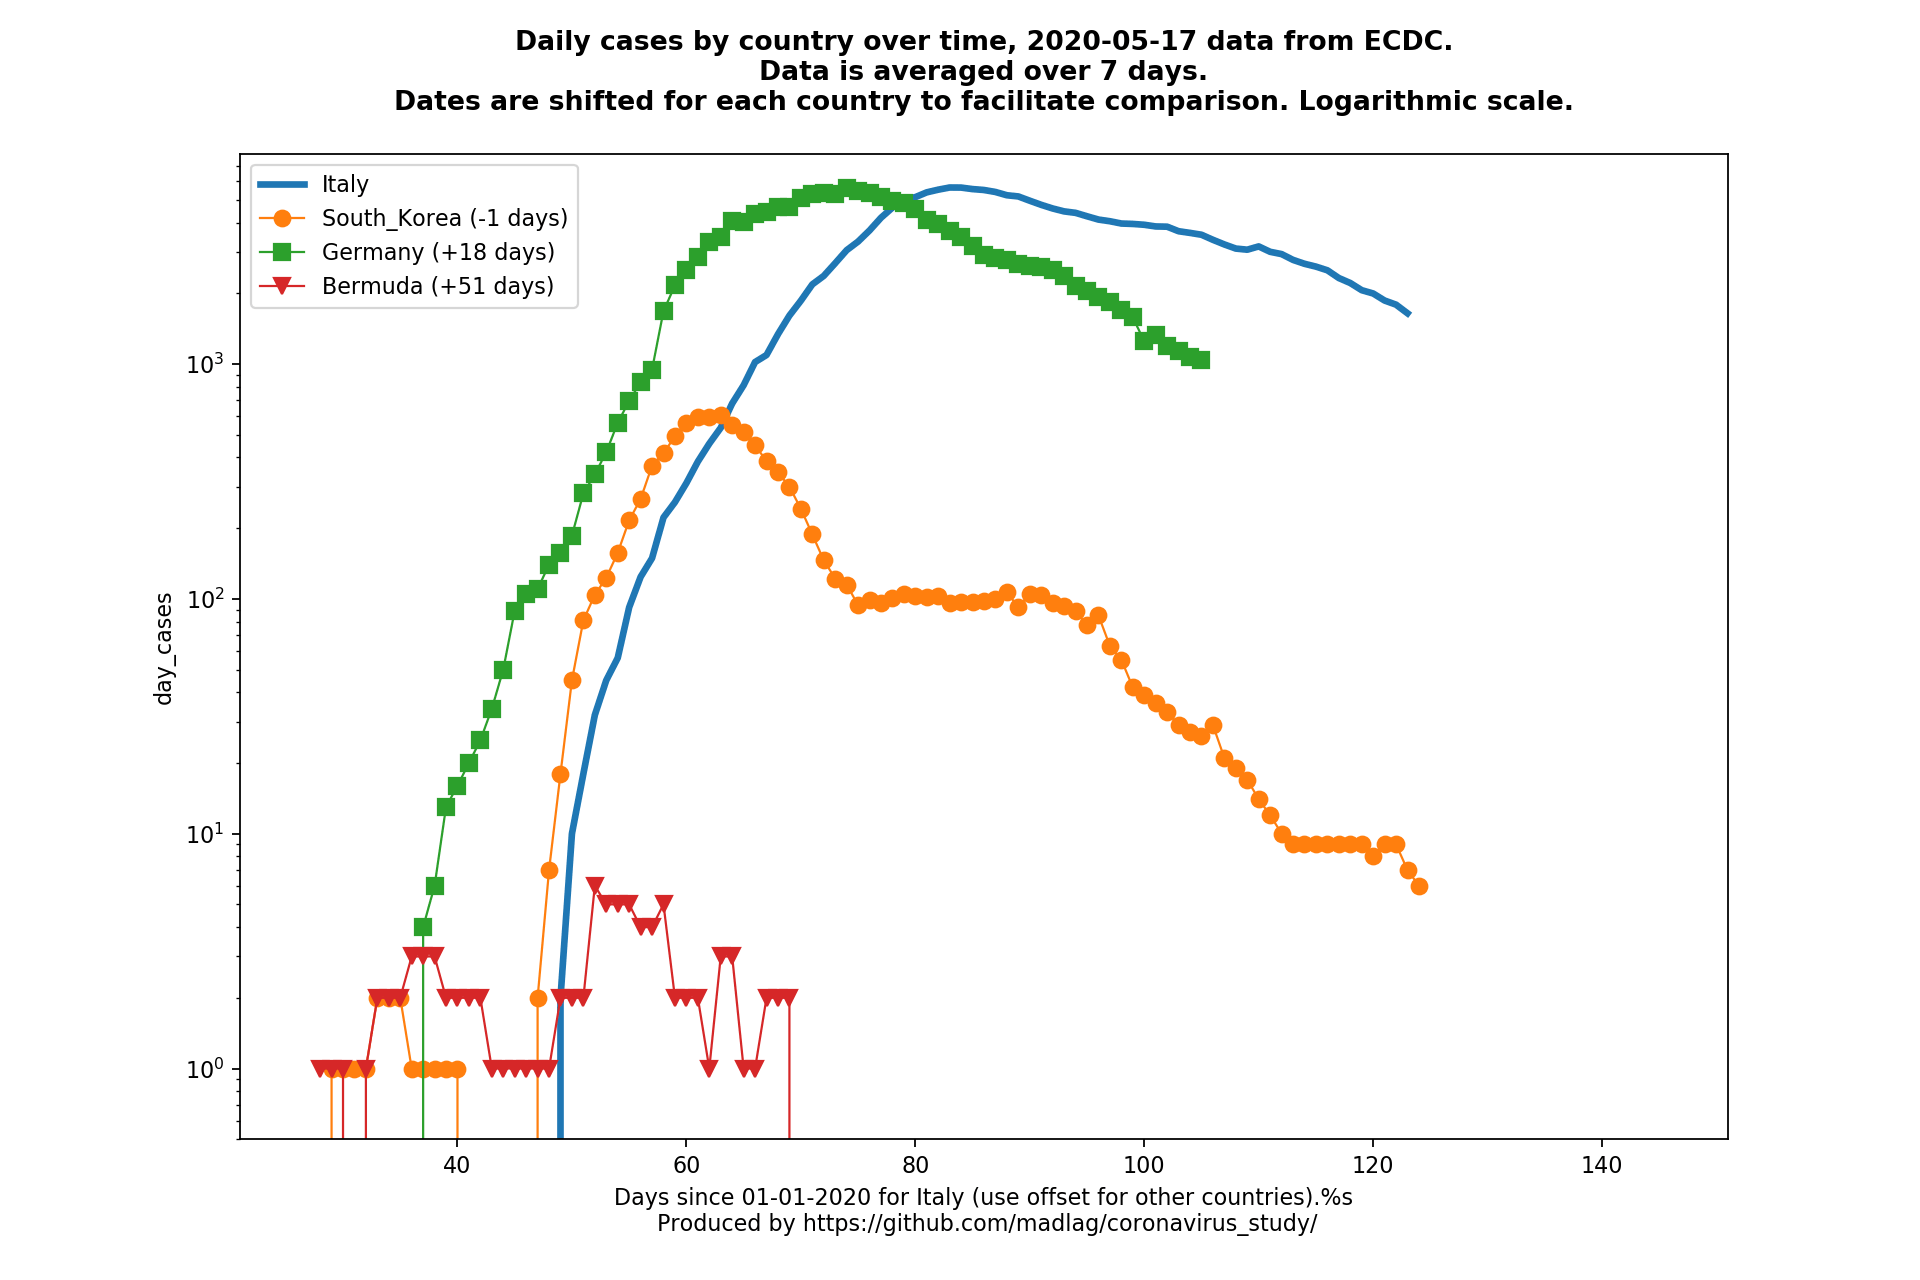 Daily cases by country over time, 2020-05-17 data from ECDC.
Data is averaged over 7 days.
Dates are shifted for each country to facilitate comparison. Logarithmic scale.
Italy
South_Korea (-1 days)
Germany (+18 days)
Bermuda (+51 days)
10³
10²
10¹
10⁰
day_cases
40 60 80 100 120 140
Days since 01-01-2020 for Italy (use offset for other countries).%s
Produced by https://github.com/madlag/coronavirus_study/